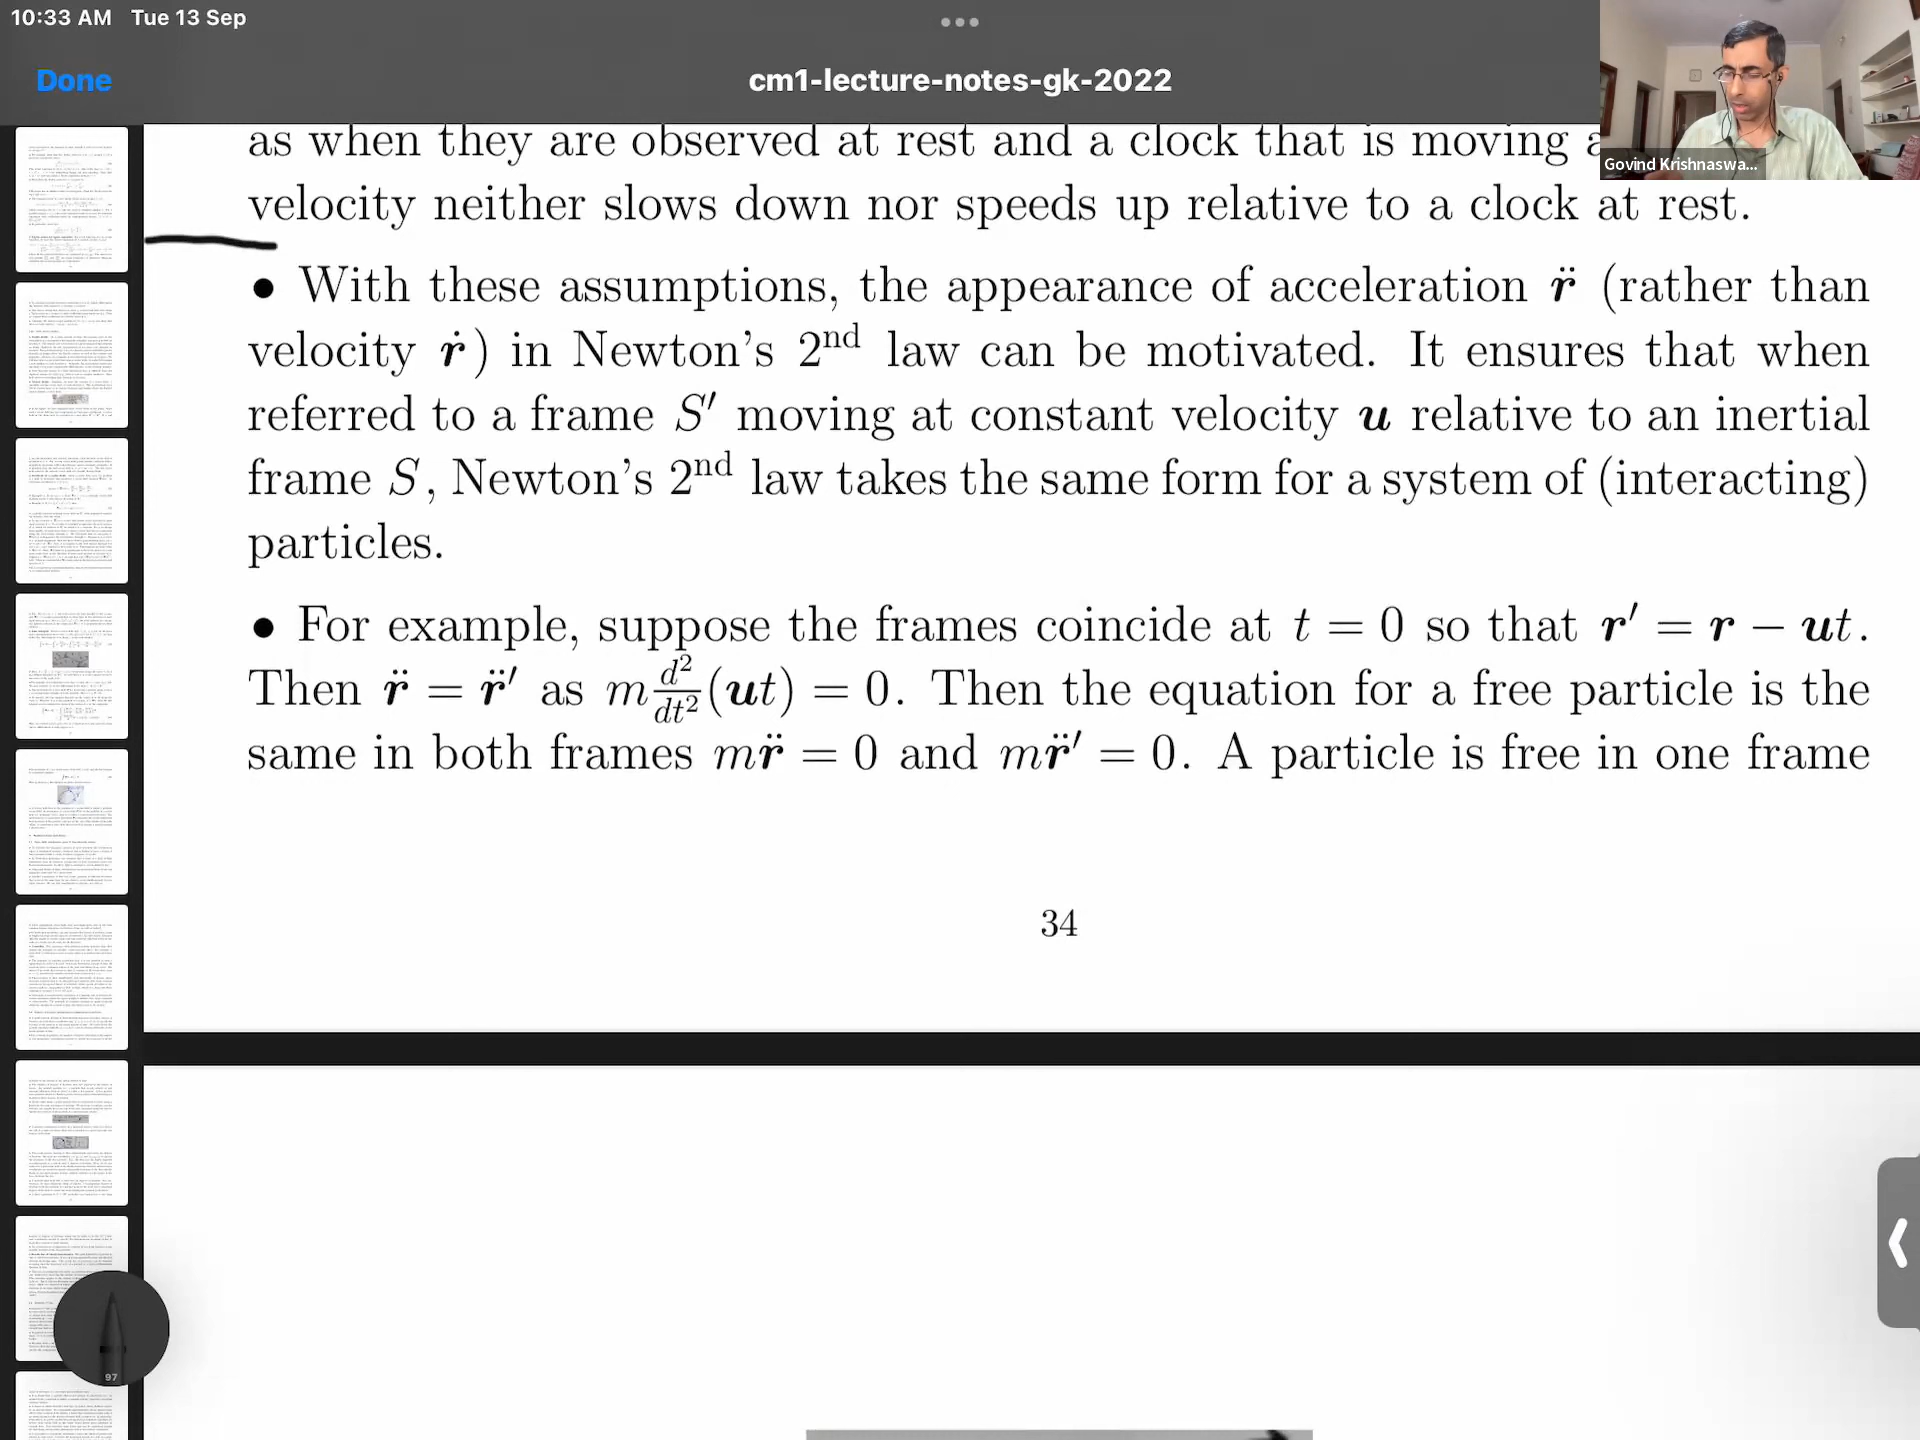 10:33 AM Tue 13 Sep
Done
cm1-lecture-notes-gk-2022
Govind Krishnaswa...
as when they are observed at rest and a clock that is moving
velocity neither slows down nor speeds up relative to a clock at rest.
• With these assumptions, the appearance of acceleration r̈ (rather than
velocity ṙ) in Newton's 2nd law can be motivated. It ensures that when
referred to a frame S′ moving at constant velocity u relative to an inertial
frame S, Newton's 2nd law takes the same form for a system of (interacting)
particles.
• For example, suppose the frames coincide at t = 0 so that r′ = r − ut.
Then r̈ = r̈′ as m d²/dt² (ut) = 0. Then the equation for a free particle is the
same in both frames mr̈ = 0 and mr̈′ = 0. A particle is free in one frame
34
97